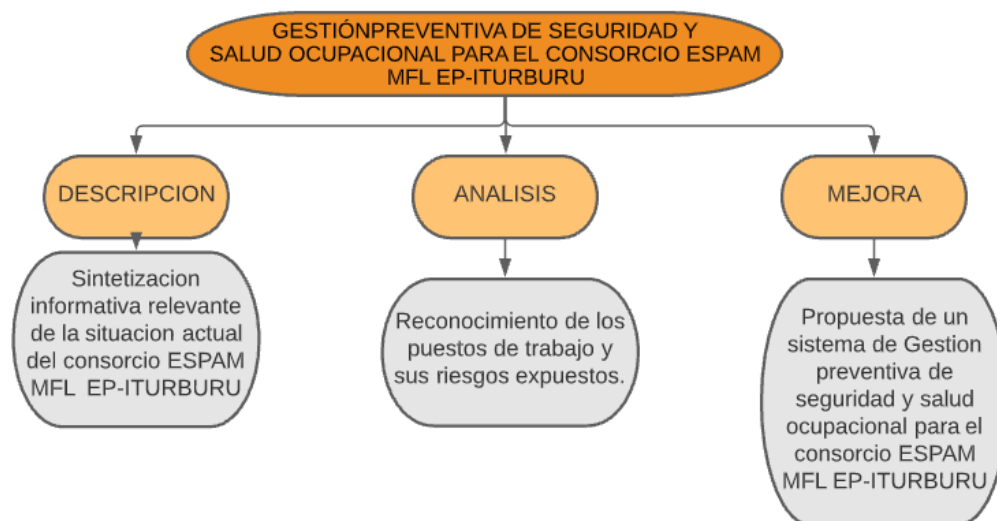 GESTIÓNPREVENTIVA DE SEGURIDAD Y
SALUD OCUPACIONAL PARA EL CONSORCIO ESPAM
MFL EP-ITURBURU
DESCRIPCION
ANALISIS
MEJORA
Sintetizacion
informativa relevante
de la situacion actual
del consorcio ESPAM
MFL EP-ITURBURU
Reconocimiento de los
puestos de trabajo y
sus riesgos expuestos.
Propuesta de un
sistema de Gestion
preventiva de
seguridad y salud
ocupacional para el
consorcio ESPAM
MFL EP-ITURBURU